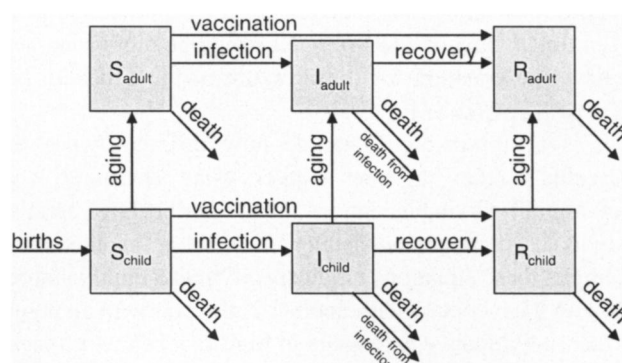 vaccination
S adult
infection
I adult
recovery
R adult
death
death
death from
infection
death
aging
aging
aging
vaccination
births
S child
infection
I child
recovery
R child
death
death
death from
infection
death